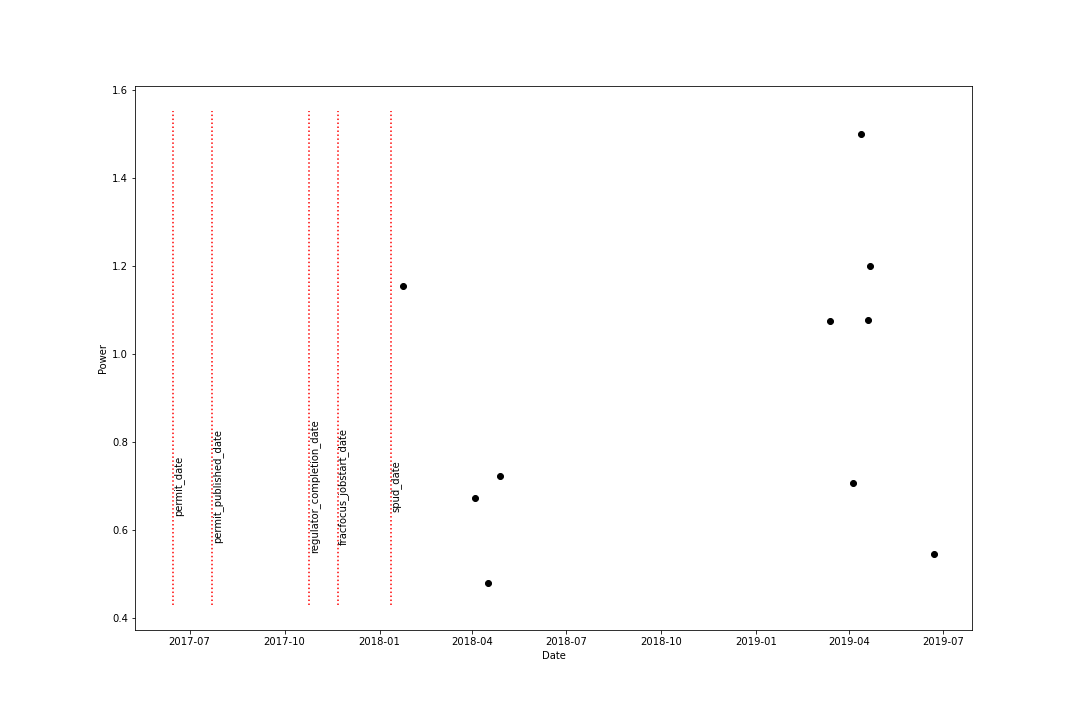 1.6
1.4
1.2
1.0
0.8
0.6
0.4
Power
permit_date
permit_published_date
regulator_completion_date
fracfocus_jobstart_date
spud_date
2017-07
2017-10
2018-01
2018-04
2018-07
2018-10
2019-01
2019-04
2019-07
Date